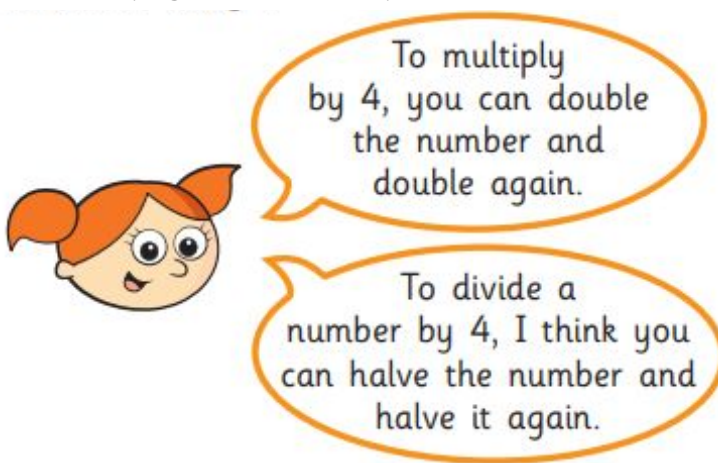 To multiply
by 4, you can double
the number and
double again.
To divide a
number by 4, I think you
can halve the number and
halve it again.